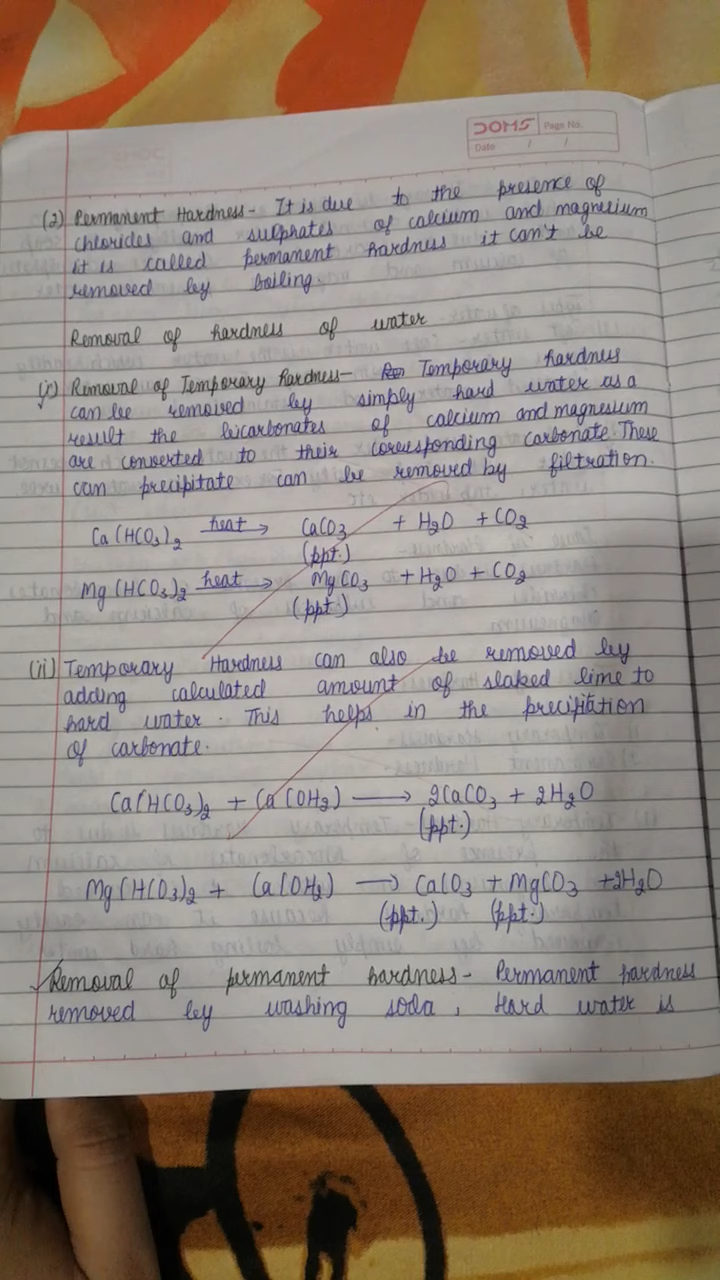 DOMS
Page No.
Date / /
(2) Permanent Hardness- It is due to the presence of
chlorides and sulphates of calcium and magnesium
it is called permanent hardness it can't be
removed by boiling.
Removal of hardness of water
(i) Removal of Temporary hardness- Temporary hardness
can be removed by simply hard water as a
result the bicarbonates of calcium and magnesium
are converted to their corresponding carbonate. These
can precipitate can be removed by filtration.
Ca(HCO3)2 heat → CaCO3 + H2O + CO2
(ppt.)
Mg(HCO3)2 heat → MgCO3 + H2O + CO2
(ppt.)
(ii) Temporary Hardness can also be removed by
adding calculated amount of slaked lime to
hard water. This helps in the precipitation
of carbonate.
Ca(HCO3)2 + Ca(OH2) → 2CaCO3 + 2H2O
(ppt.)
Mg(HCO3)2 + Ca(OH2) → CaCO3 + MgCO3 + 2H2O
(ppt.) (ppt.)
Removal of permanent hardness- Permanent hardness
removed by washing soda, Hard water is